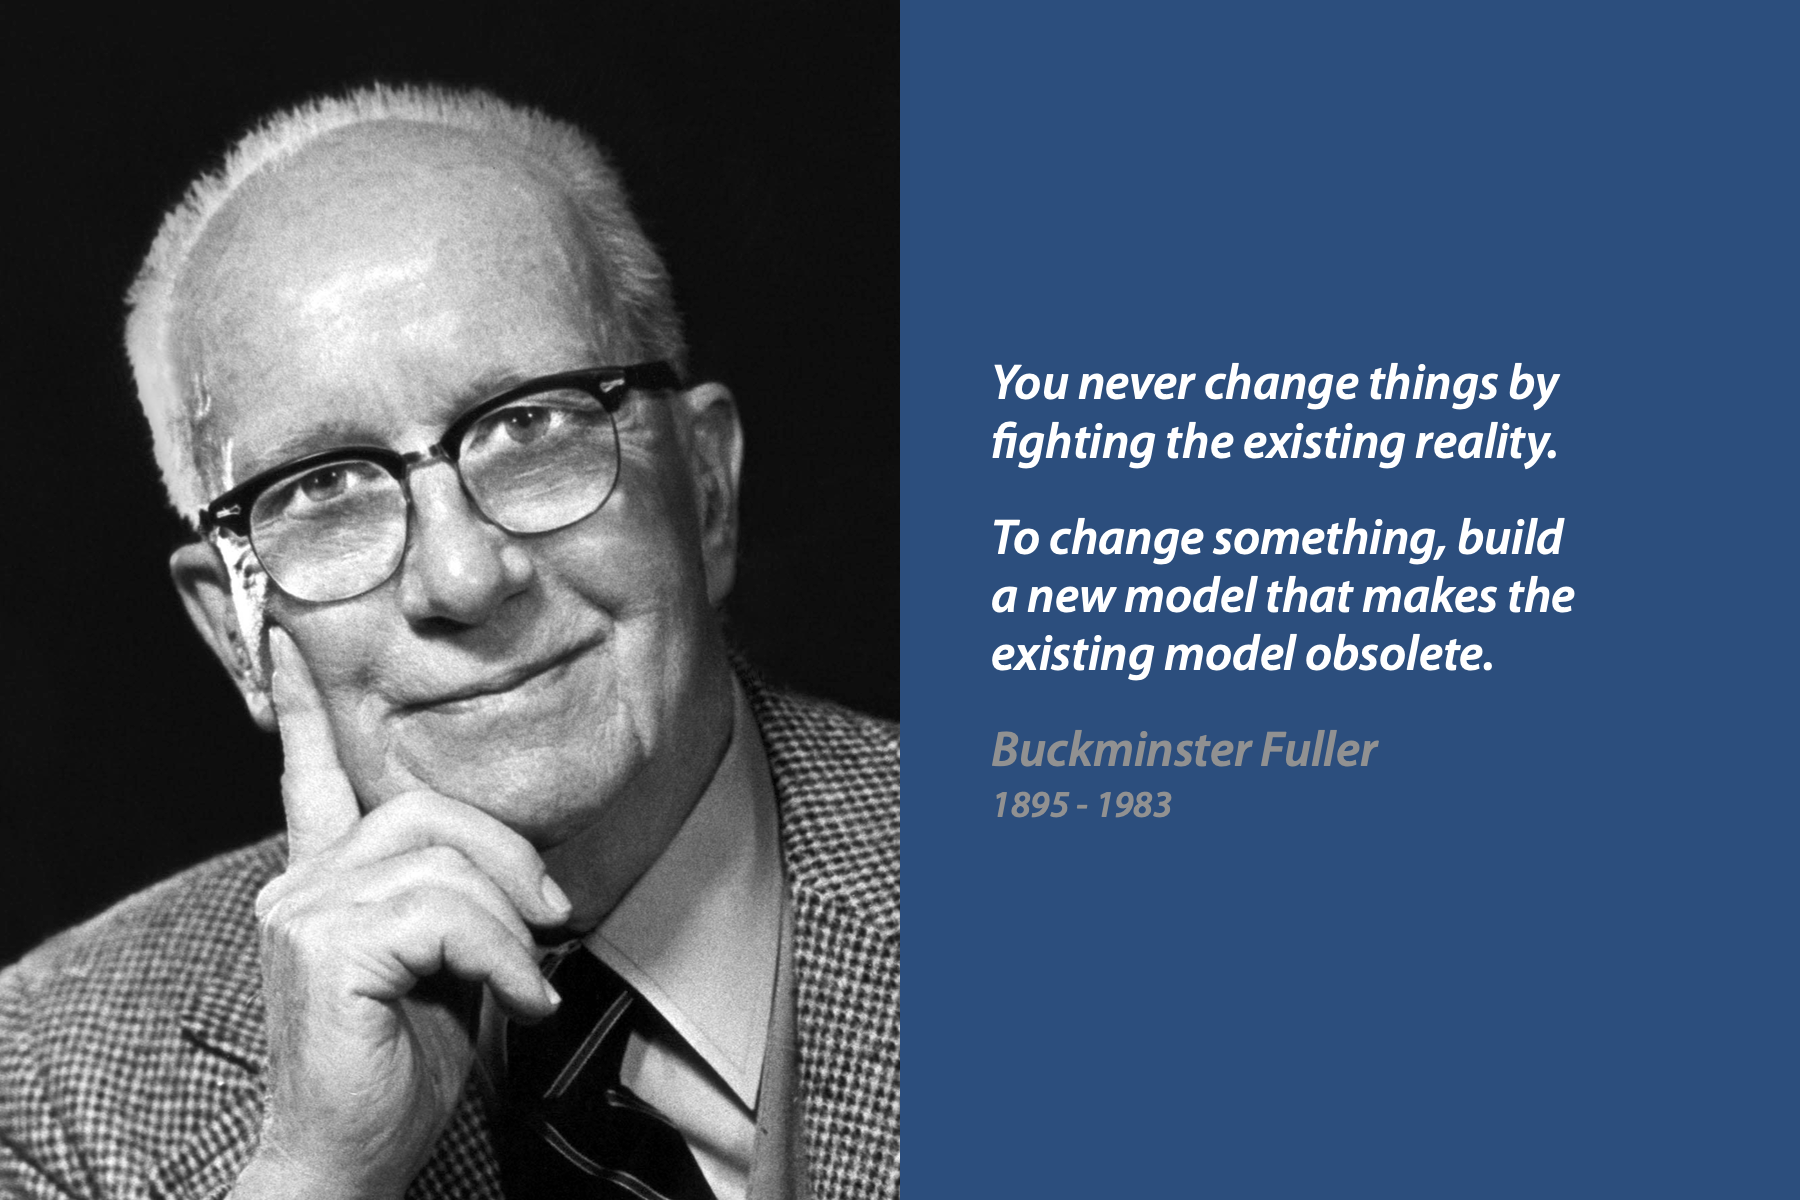 You never change things by
fighting the existing reality.
To change something, build
a new model that makes the
existing model obsolete.
Buckminster Fuller
1895 - 1983